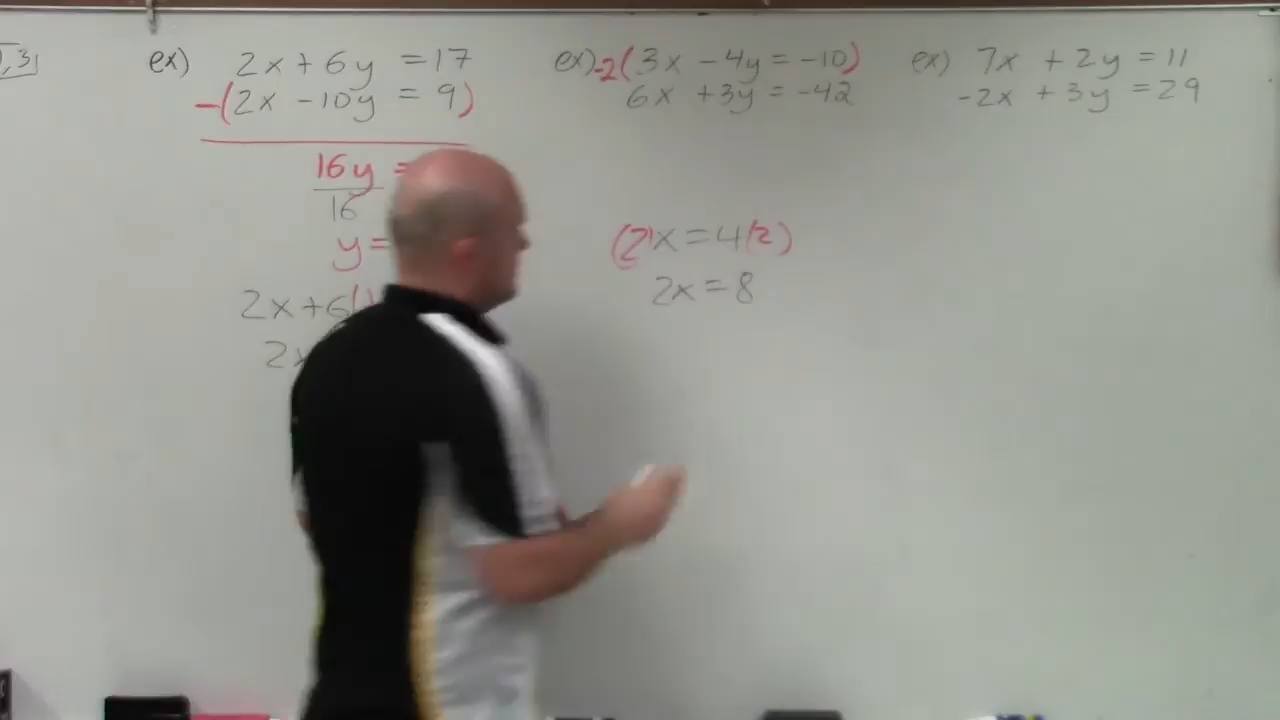 ,3
ex) 2x + 6y = 17
-(2x - 10y = 9)
16y =
16
y =
2x + 6(
2x
ex) -2(3x - 4y = -10)
6x + 3y = -42
(2)x = 4(2)
2x = 8
ex) 7x + 2y = 11
-2x + 3y = 29